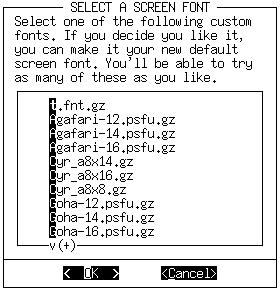 SELECT A SCREEN FONT
Select one of the following custom
fonts. If you decide you like it,
you can make it your new default
screen font. You'll be able to try
as many of these as you like.
t.fnt.gz
Agafari-12.psfu.gz
Agafari-14.psfu.gz
Agafari-16.psfu.gz
Cyr_a8x14.gz
Cyr_a8x16.gz
Cyr_a8x8.gz
Goha-12.psfu.gz
Goha-14.psfu.gz
Goha-16.psfu.gz
v(+)
< OK > <Cancel>